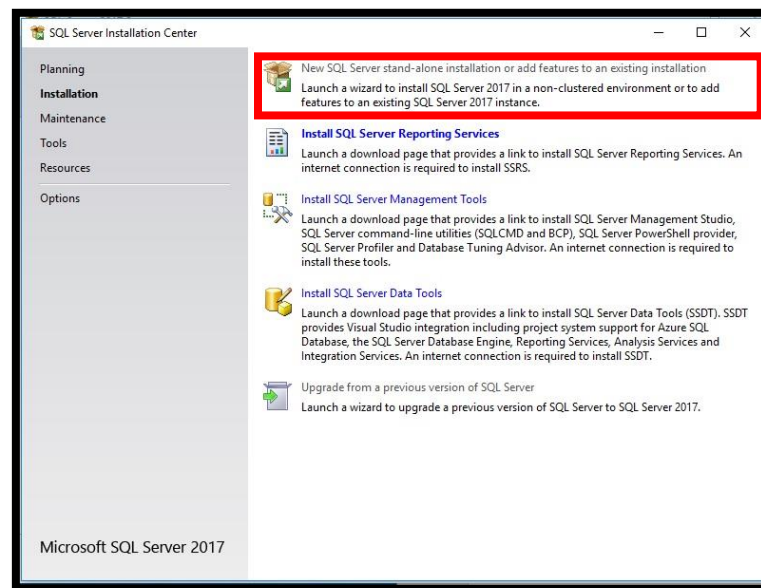 SQL Server Installation Center
Planning
Installation
Maintenance
Tools
Resources
Options
New SQL Server stand-alone installation or add features to an existing installation
Launch a wizard to install SQL Server 2017 in a non-clustered environment or to add
features to an existing SQL Server 2017 instance.
Install SQL Server Reporting Services
Launch a download page that provides a link to install SQL Server Reporting Services. An
internet connection is required to install SSRS.
Install SQL Server Management Tools
Launch a download page that provides a link to install SQL Server Management Studio,
SQL Server command-line utilities (SQLCMD and BCP), SQL Server PowerShell provider,
SQL Server Profiler and Database Tuning Advisor. An internet connection is required to
install these tools.
Install SQL Server Data Tools
Launch a download page that provides a link to install SQL Server Data Tools (SSDT). SSDT
provides Visual Studio integration including project system support for Azure SQL
Database, the SQL Server Database Engine, Reporting Services, Analysis Services and
Integration Services. An internet connection is required to install SSDT.
Upgrade from a previous version of SQL Server
Launch a wizard to upgrade a previous version of SQL Server to SQL Server 2017.
Microsoft SQL Server 2017